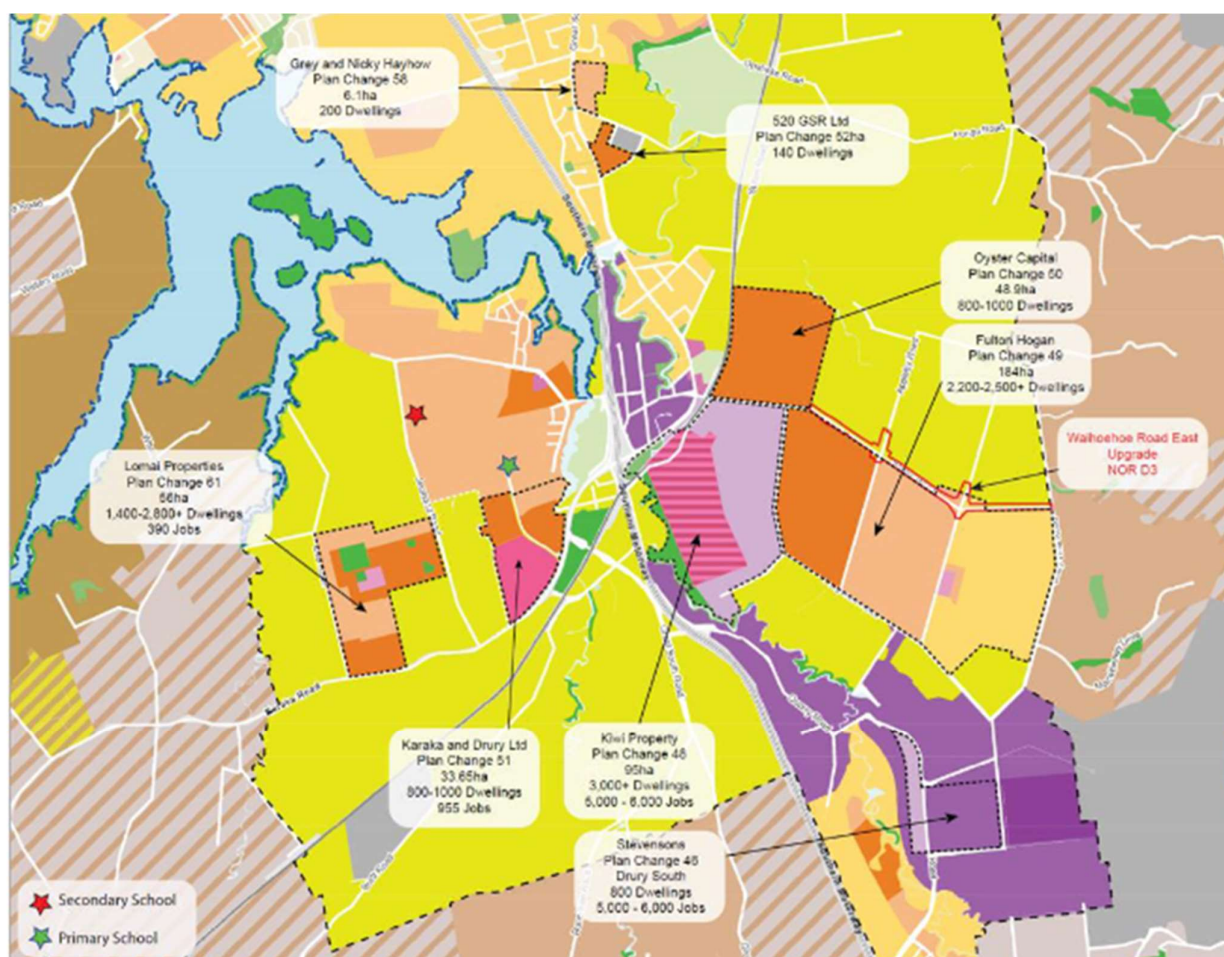 Grey and Nicky Hayhow
Plan Change 58
6.1ha
200 Dwellings
520 GSR Ltd
Plan Change 52ha
140 Dwellings
Oyster Capital
Plan Change 50
48.9ha
800-1000 Dwellings
Fulton Hogan
Plan Change 49
184ha
2,200-2,500+ Dwellings
Waihoehoe Road East
Upgrade
NOR D3
Lomai Properties
Plan Change 61
56ha
1,400-2,800+ Dwellings
390 Jobs
Karaka and Drury Ltd
Plan Change 51
33.65ha
800-1000 Dwellings
955 Jobs
Kiwi Property
Plan Change 48
95ha
3,000+ Dwellings
5,000 - 6,000 Jobs
Stevensons
Plan Change 46
Drury South
800 Dwellings
5,000 - 6,000 Jobs
Secondary School
Primary School
Karaka Road